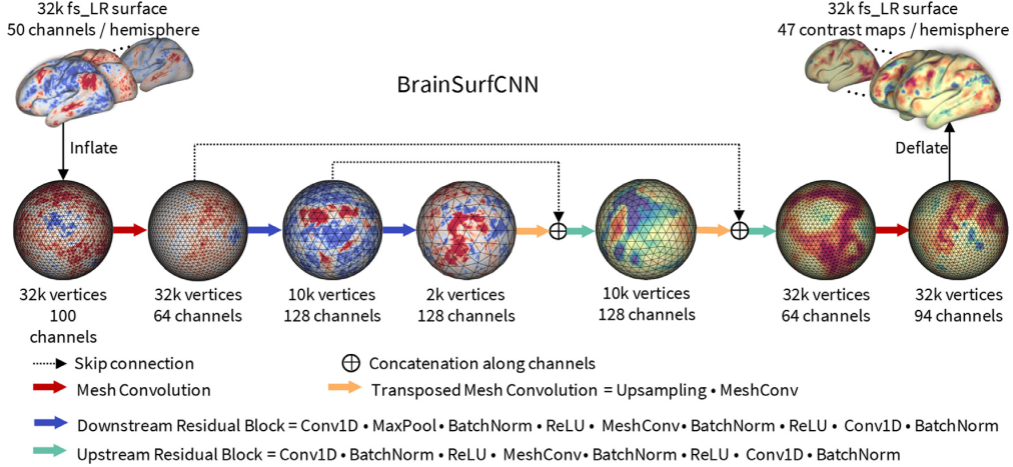 32k fs_LR surface
50 channels / hemisphere
32k fs_LR surface
47 contrast maps / hemisphere
BrainSurfCNN
Inflate
Deflate
32k vertices
100
channels
32k vertices
64 channels
10k vertices
128 channels
2k vertices
128 channels
10k vertices
128 channels
32k vertices
64 channels
32k vertices
94 channels
Skip connection
Concatenation along channels
Mesh Convolution
Transposed Mesh Convolution = Upsampling • MeshConv
Downstream Residual Block = Conv1D • MaxPool • BatchNorm • ReLU • MeshConv • BatchNorm • ReLU • Conv1D • BatchNorm
Upstream Residual Block = Conv1D • BatchNorm • ReLU • MeshConv • BatchNorm • ReLU • Conv1D • BatchNorm